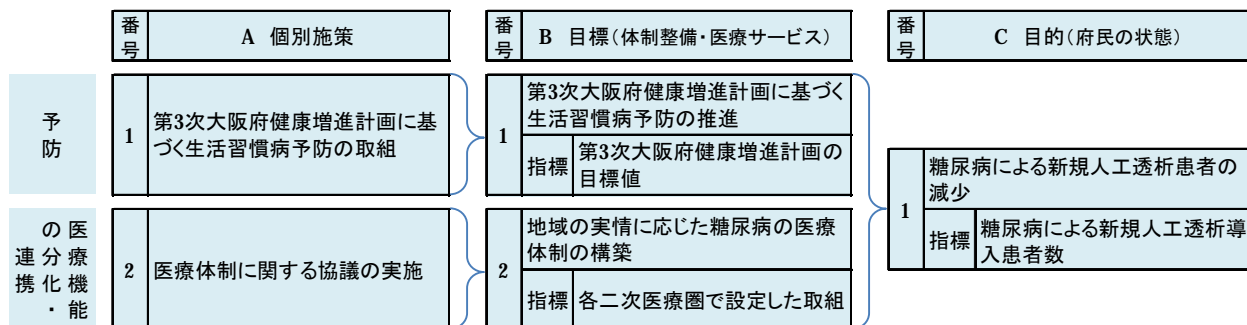 番号
A 個別施策
番号
B 目標(体制整備・医療サービス)
番号
C 目的(府民の状態)
予防
1
第3次大阪府健康増進計画に基
づく生活習慣病予防の取組
1
第3次大阪府健康増進計画に基づく
生活習慣病予防の推進
指標
第3次大阪府健康増進計画の
目標値
医療機能
の分化・
連携
2
医療体制に関する協議の実施
2
地域の実情に応じた糖尿病の医療
体制の構築
指標
各二次医療圏で設定した取組
1
糖尿病による新規人工透析患者の
減少
指標
糖尿病による新規人工透析導
入患者数